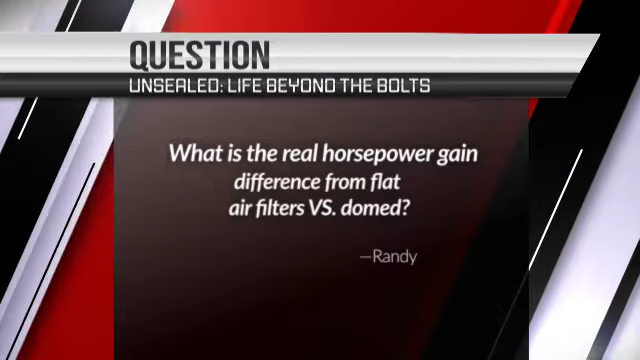 QUESTION
UNSEALED: LIFE BEYOND THE BOLTS
What is the real horsepower gain
difference from flat
air filters VS. domed?
—Randy